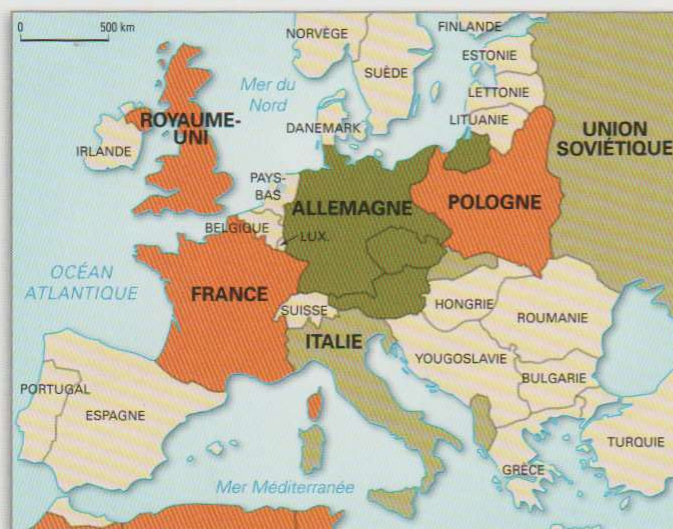 0 500 km
NORVÈGE
FINLANDE
SUÈDE
ESTONIE
LETTONIE
LITUANIE
Mer du
Nord
DANEMARK
ROYAUME-
UNI
IRLANDE
UNION
SOVIÉTIQUE
PAYS-
BAS
ALLEMAGNE
POLOGNE
BELGIQUE
LUX.
OCÉAN
ATLANTIQUE
FRANCE
SUISSE
HONGRIE
ROUMANIE
ITALIE
YOUGOSLAVIE
BULGARIE
PORTUGAL
ESPAGNE
TURQUIE
GRÈCE
Mer Méditerranée